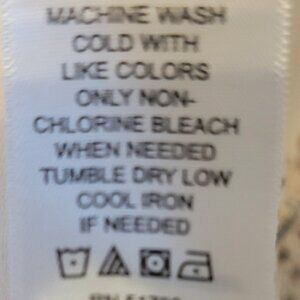 MACHINE WASH
COLD WITH
LIKE COLORS
ONLY NON-
CHLORINE BLEACH
WHEN NEEDED
TUMBLE DRY LOW
COOL IRON
IF NEEDED